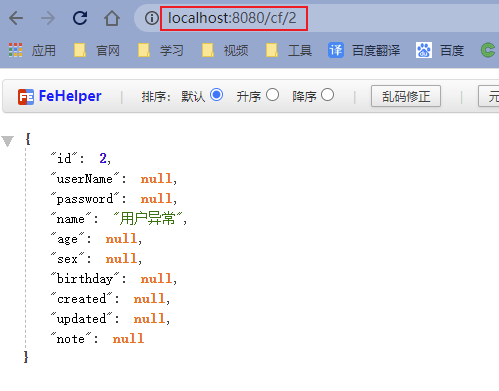 localhost:8080/cf/2
应用 官网 学习 视频 工具 译 百度翻译 百度 C
FeHelper 排序: 默认 升序 降序 乱码修正 元
{
"id": 2,
"userName": null,
"password": null,
"name": "用户异常",
"age": null,
"sex": null,
"birthday": null,
"created": null,
"updated": null,
"note": null
}